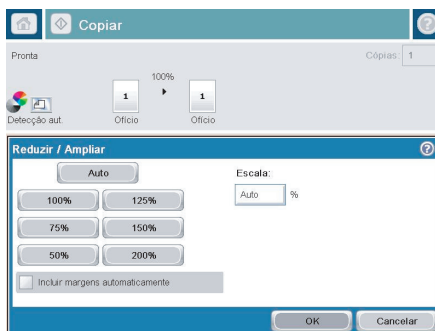 Copiar
?
Pronta
Cópias: 1
100%
1 1
Detecção aut. Ofício Ofício
Reduzir / Ampliar ?
Auto Escala:
100% 125% Auto %
75% 150%
50% 200%
Incluir margens automaticamente
OK Cancelar